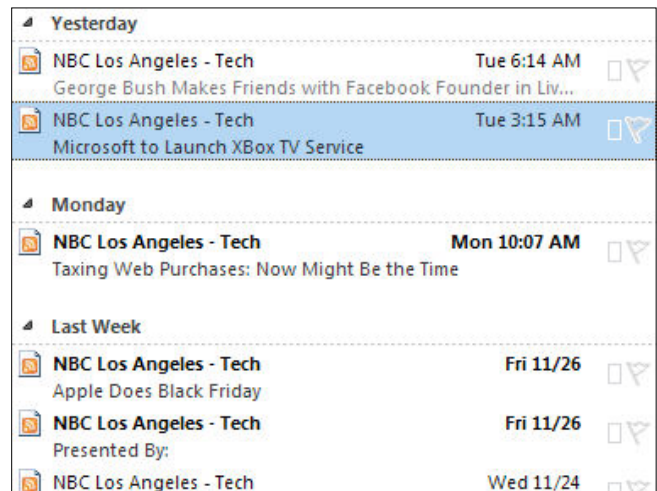 Yesterday
NBC Los Angeles - Tech Tue 6:14 AM
George Bush Makes Friends with Facebook Founder in Liv...
NBC Los Angeles - Tech Tue 3:15 AM
Microsoft to Launch XBox TV Service
Monday
NBC Los Angeles - Tech Mon 10:07 AM
Taxing Web Purchases: Now Might Be the Time
Last Week
NBC Los Angeles - Tech Fri 11/26
Apple Does Black Friday
NBC Los Angeles - Tech Fri 11/26
Presented By:
NBC Los Angeles - Tech Wed 11/24